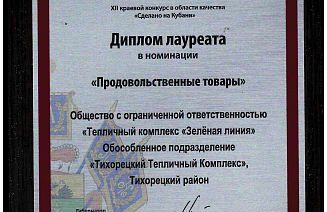 XII краевой конкурс в области качества
«Сделано на Кубани»
Диплом лауреата
в номинации
«Продовольственные товары»
Общество с ограниченной ответственностью
«Тепличный комплекс «Зелёная линия»
Обособленное подразделение
«Тихорецкий Тепличный Комплекс»,
Тихорецкий район
Губернатор